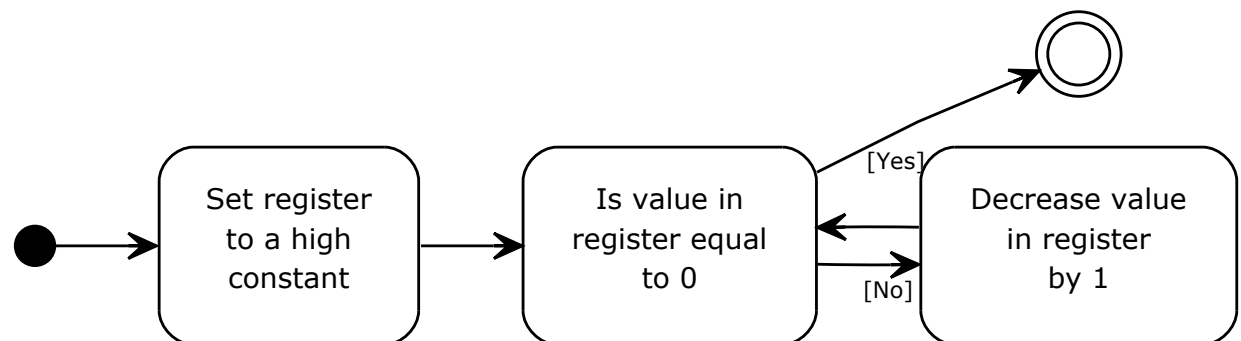 Set register
to a high
constant
Is value in
register equal
to 0
[Yes]
[No]
Decrease value
in register
by 1